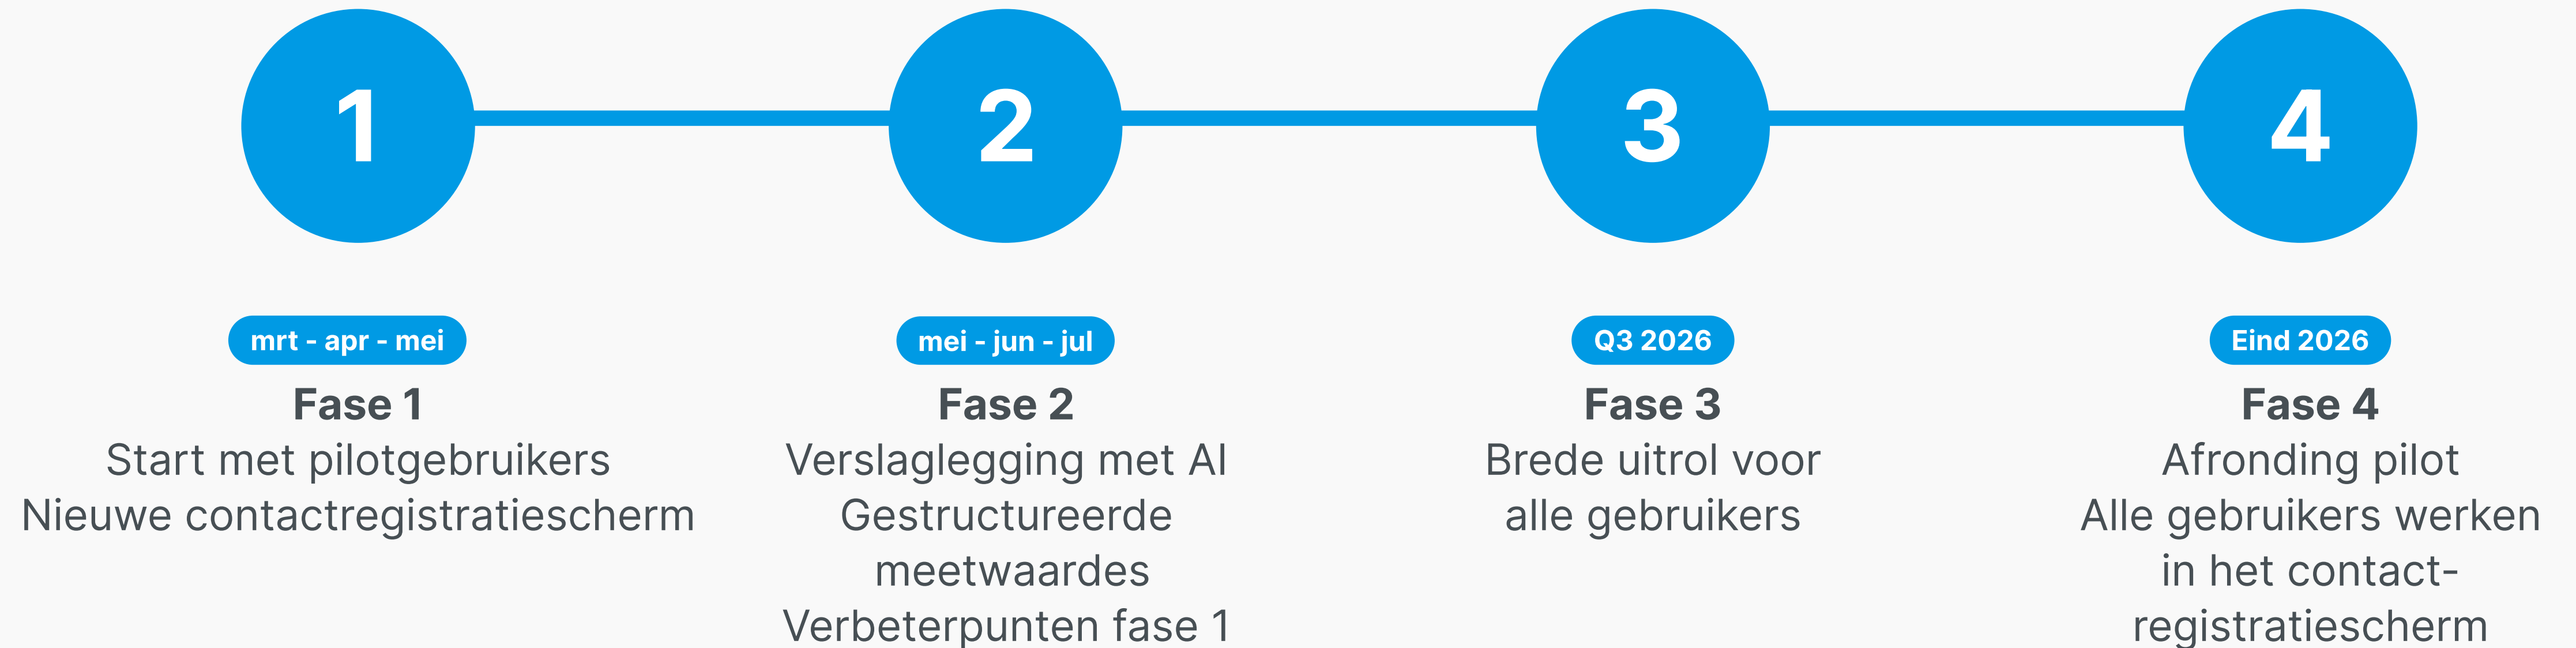 1
2
3
4
mrt - apr - mei
Fase 1
Start met pilotgebruikers
Nieuwe contactregistratiescherm
mei - jun - jul
Fase 2
Verslaglegging met AI
Gestructureerde
meetwaardes
Verbeterpunten fase 1
Q3 2026
Fase 3
Brede uitrol voor
alle gebruikers
Eind 2026
Fase 4
Afronding pilot
Alle gebruikers werken
in het contact-
registratiescherm